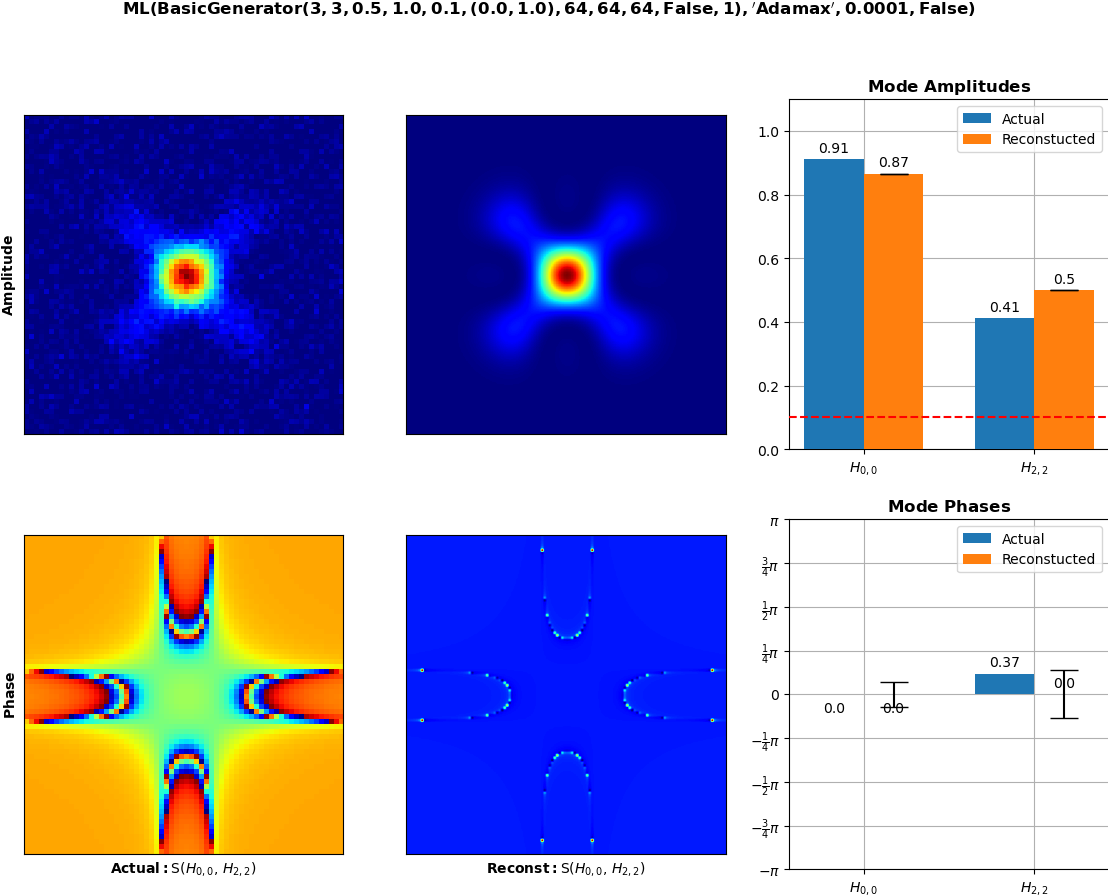 ML(BasicGenerator(3, 3, 0.5, 1.0, 0.1, (0.0, 1.0), 64, 64, 64, False, 1), ′Adamax′, 0.0001, False)
Mode Amplitudes
Amplitude
1.0
0.8
0.6
0.4
0.2
0.0
Actual
Reconstucted
0.91
0.87
0.41
0.5
H0,0
H2,2
Mode Phases
Phase
π
3/4π
1/2π
1/4π
0
−1/4π
−1/2π
−3/4π
−π
Actual
Reconstucted
0.0
0.0
0.37
0.0
H0,0
H2,2
Actual: S(H0,0, H2,2)
Reconst: S(H0,0, H2,2)